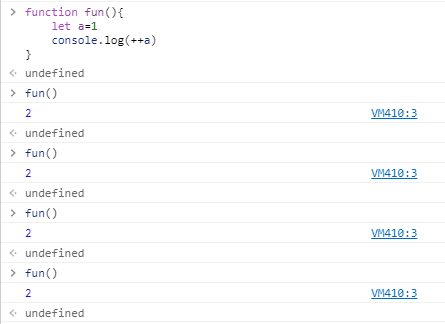 > function fun(){
let a=1
console.log(++a)
}
undefined
> fun()
2 VM410:3
undefined
> fun()
2 VM410:3
undefined
> fun()
2 VM410:3
undefined
> fun()
2 VM410:3
undefined